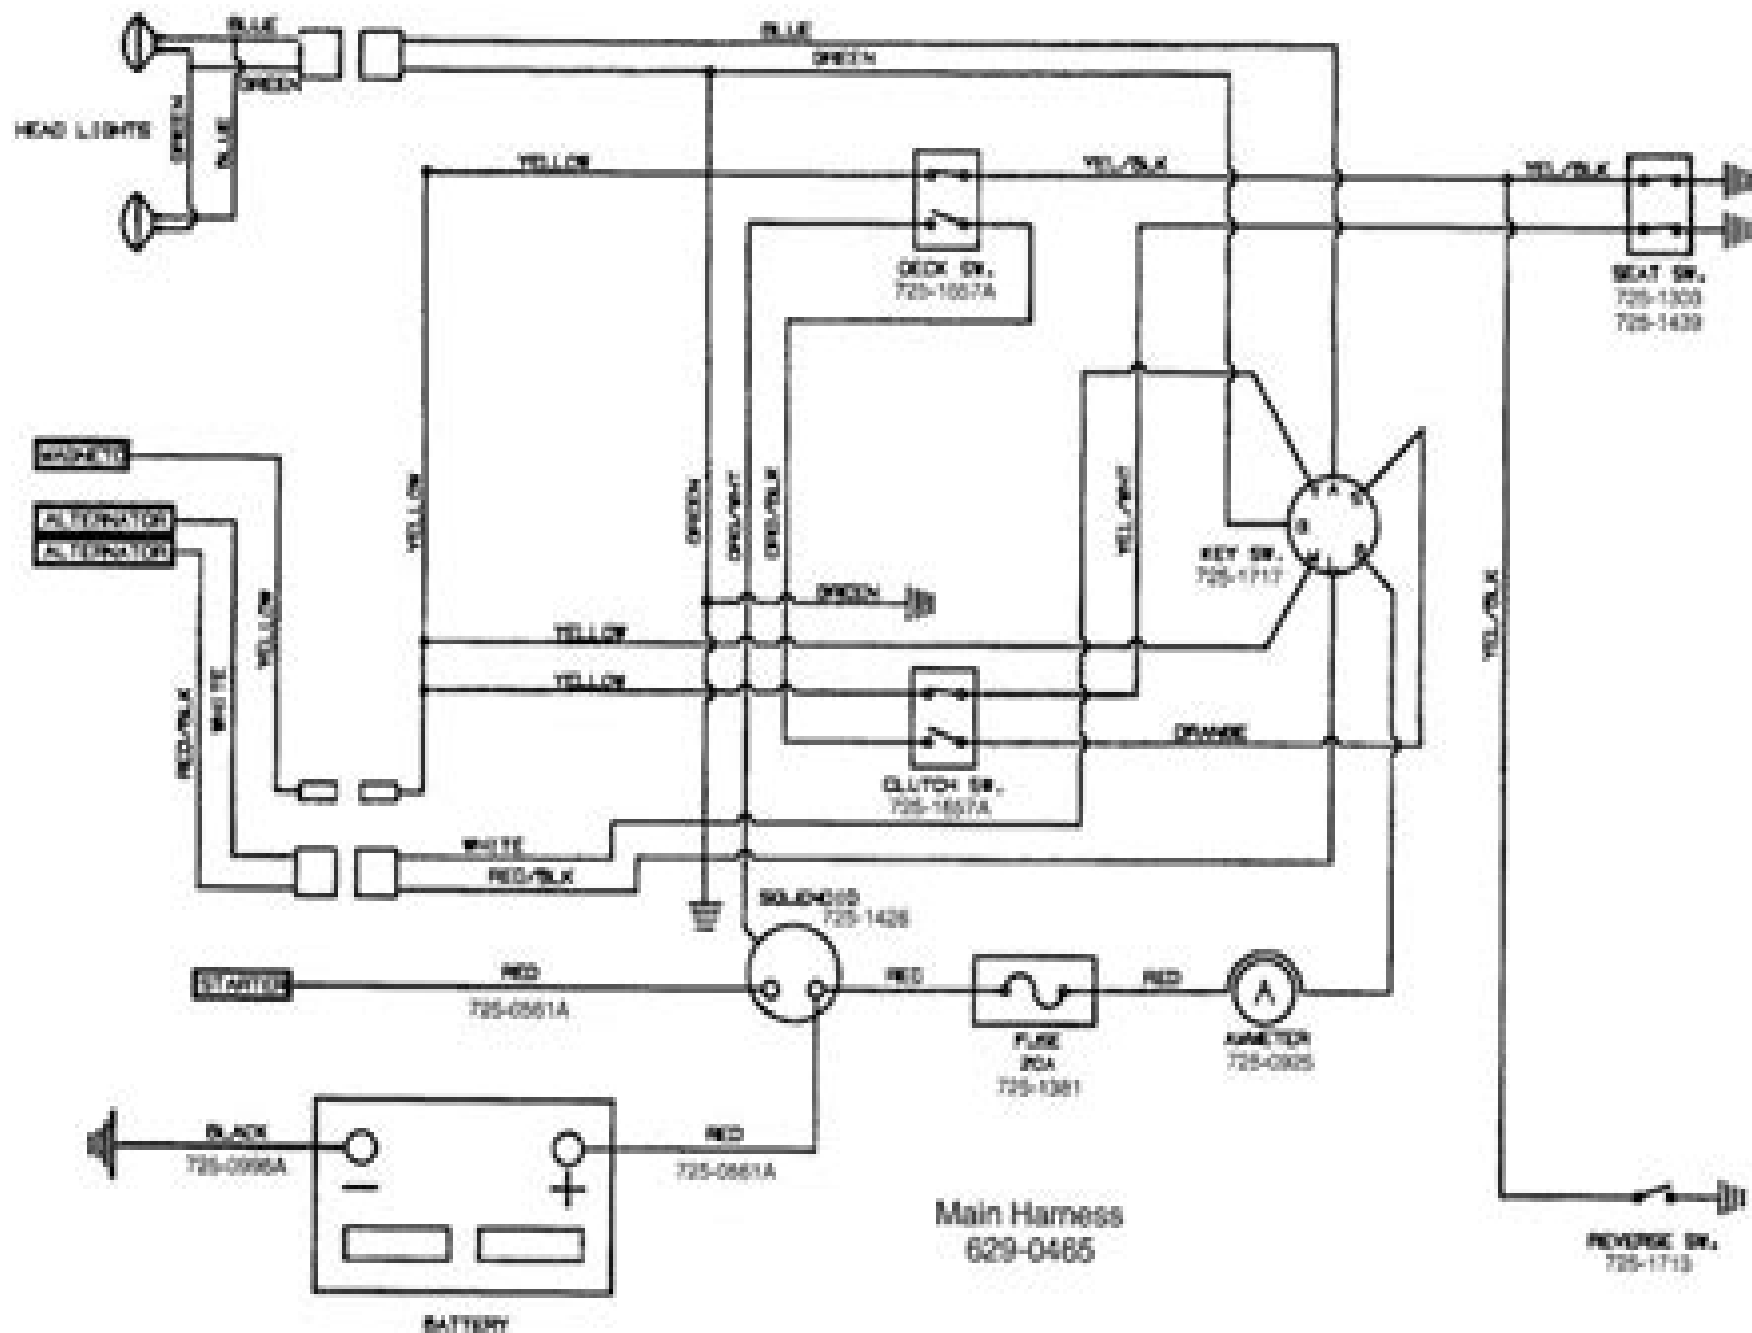 BLUE
BLUE
GREEN
GREEN
GREEN
BLUE
HEAD LIGHTS
YELLOW
YEL/BLK
YEL/BLK
DECK SW.
725-1657A
SEAT SW.
725-1303
725-1439
MAGNETO
ALTERNATOR
ALTERNATOR
YELLOW
GREEN
ORG/WHT
ORG/BLK
YEL/WHT
KEY SW.
725-1717
YEL/BLK
GREEN
YELLOW
YELLOW
YELLOW
WHITE
RED/BLK
ORANGE
CLUTCH SW.
725-1657A
WHITE
RED/BLK
SOLENOID
725-1426
STARTER
RED
725-0561A
RED
RED
A
FUSE
20A
725-1381
AMMETER
725-0925
BLACK
RED
725-0661A
−
+
Main Harness
629-0465
REVERSE SW.
725-1713
BATTERY